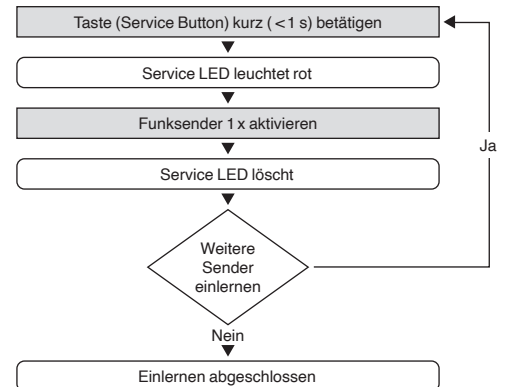 Taste (Service Button) kurz (<1 s) betätigen
Service LED leuchtet rot
Funksender 1 x aktivieren
Ja
Service LED löscht
Weitere
Sender
einlernen
Nein
Einlernen abgeschlossen